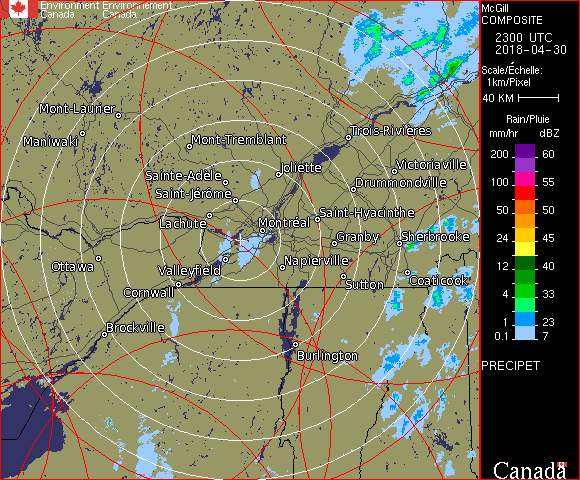 Environment Environnement
Canada Canada
McGill
COMPOSITE
2300 UTC
2018-04-30
Scale/Échelle:
1km/Pixel
40 KM
Rain/Pluie
mm/hr dBZ
200 60
55
100 55
50 50
45
24 45
12 40
4 33
1 23
0.1 7
PRECIPET
Canada
Mont-Laurier
Maniwaki
Mont-Tremblant
Trois-Rivières
Joliette
Victoriaville
Sainte-Adèle
Drummondville
Saint-Jérôme
Saint-Hyacinthe
Lachute
Montréal
Granby
Sherbrooke
Ottawa
Valleyfield
Napierville
Sutton
Coaticook
Cornwall
Brockville
Burlington